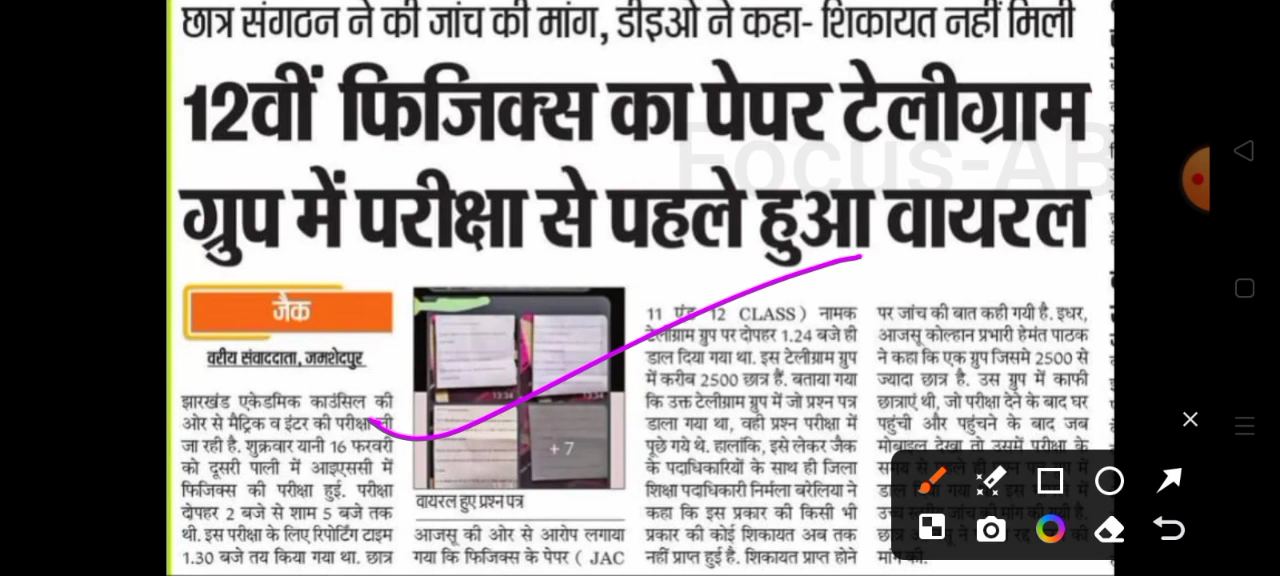 छात्र संगठन ने की जांच की मांग, डीइओ ने कहा- शिकायत नहीं मिली
12वीं फिजिक्स का पेपर टेलीग्राम
ग्रुप में परीक्षा से पहले हुआ वायरल
Focus-AB
जैक
वरीय संवाददाता, जमशेदपुर
झारखंड एकेडमिक काउंसिल की
ओर से मैट्रिक व इंटर की परीक्षा ली
जा रही है. शुक्रवार यानी 16 फरवरी
को दूसरी पाली में आइएससी में
फिजिक्स की परीक्षा हुई. परीक्षा
दोपहर 2 बजे से शाम 5 बजे तक
थी. इस परीक्षा के लिए रिपोर्टिंग टाइम
1.30 बजे तय किया गया था. छात्र
13:34
+7
वायरल हुए प्रश्न पत्र
आजसू की ओर से आरोप लगाया
गया कि फिजिक्स के पेपर ( JAC
11 एंड 12 CLASS ) नामक
टेलीग्राम ग्रुप पर दोपहर 1.24 बजे ही
डाल दिया गया था. इस टेलीग्राम ग्रुप
में करीब 2500 छात्र हैं. बताया गया
कि उक्त टेलीग्राम ग्रुप में जो प्रश्न पत्र
डाला गया था, वही प्रश्न परीक्षा में
पूछे गये थे. हालांकि, इसे लेकर जैक
के पदाधिकारियों के साथ ही जिला
शिक्षा पदाधिकारी निर्मला बरेलिया ने
कहा कि इस प्रकार की किसी भी
प्रकार की कोई शिकायत अब तक
नहीं प्राप्त हुई है. शिकायत प्राप्त होने
पर जांच की बात कही गयी है. इधर,
आजसू कोल्हान प्रभारी हेमंत पाठक
ने कहा कि एक ग्रुप जिसमे 2500 से
ज्यादा छात्र है. उस ग्रुप में काफी
छात्राएं थी, जो परीक्षा देने के बाद घर
पहुंची और पहुंचने के बाद जब
मोबाइल देखा तो उसमें परीक्षा के
मांग की.